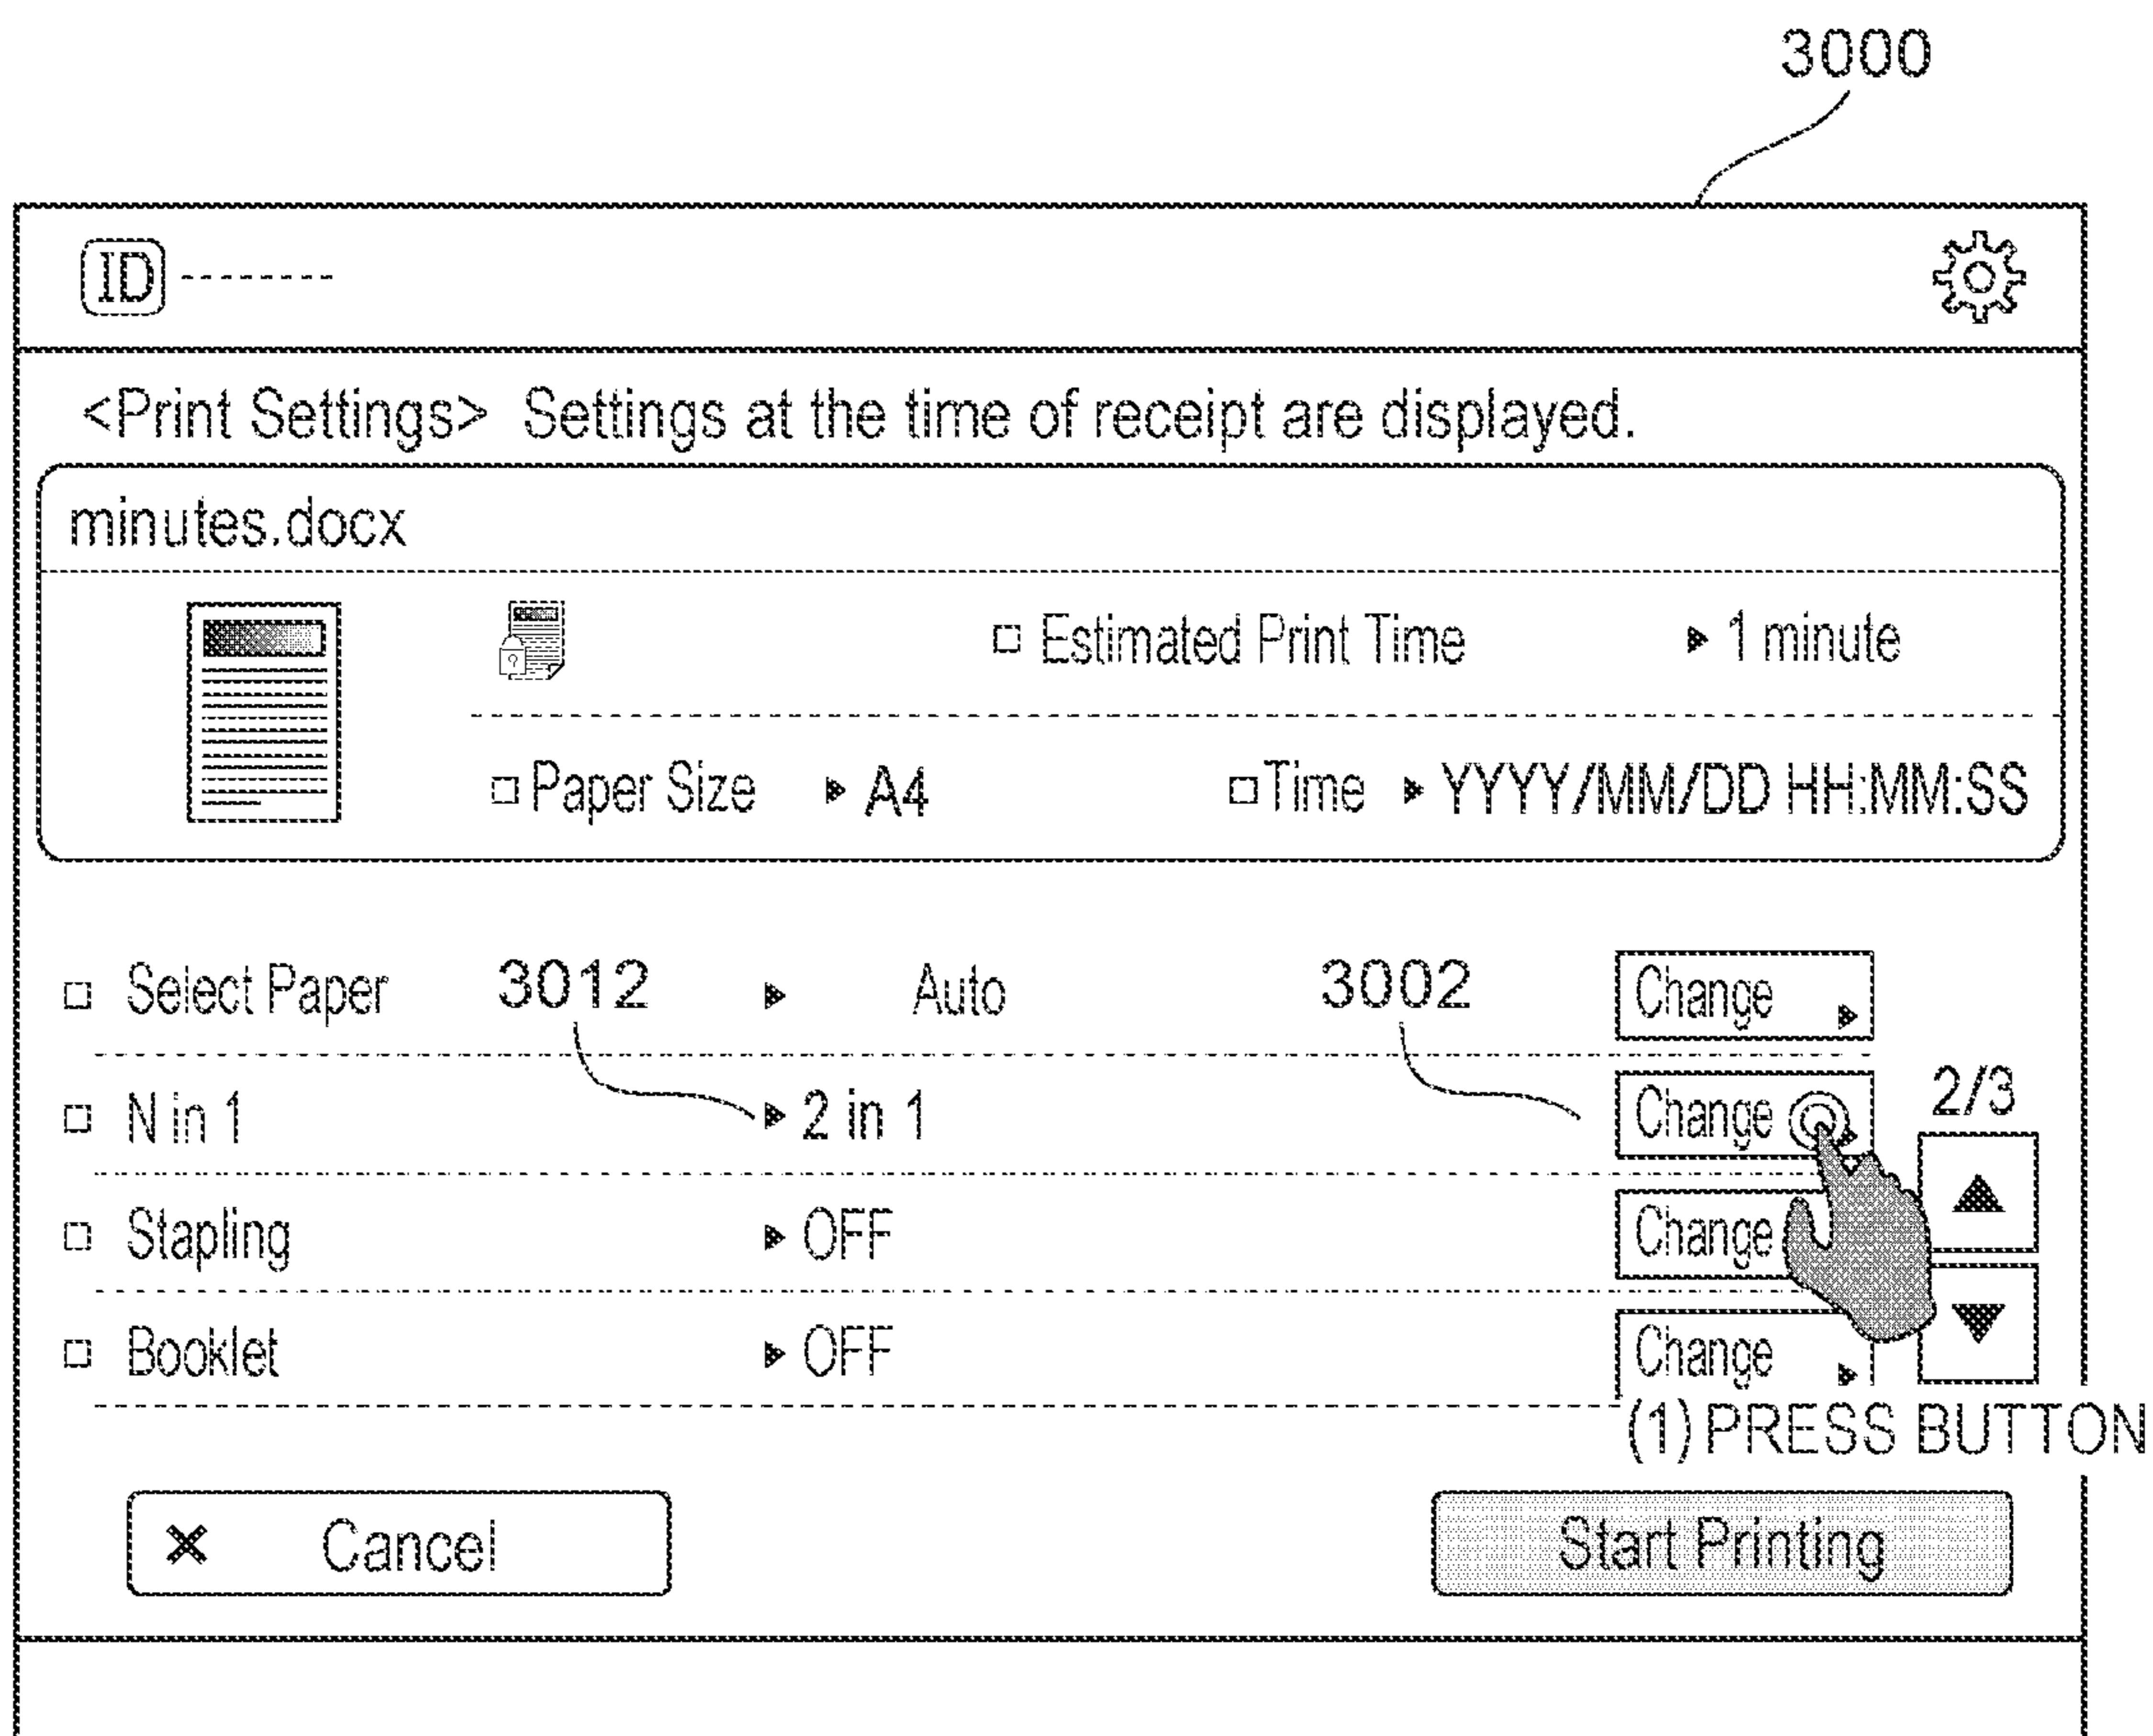 3000
ID --------
<Print Settings> Settings at the time of receipt are displayed.
minutes.docx
Estimated Print Time 1 minute
Paper Size A4 Time YYYY/MM/DD HH:MM:SS
Select Paper 3012 Auto 3002 Change
N in 1 2 in 1 Change 2/3
Stapling OFF Change
Booklet OFF Change
(1) PRESS BUTTON
Cancel Start Printing